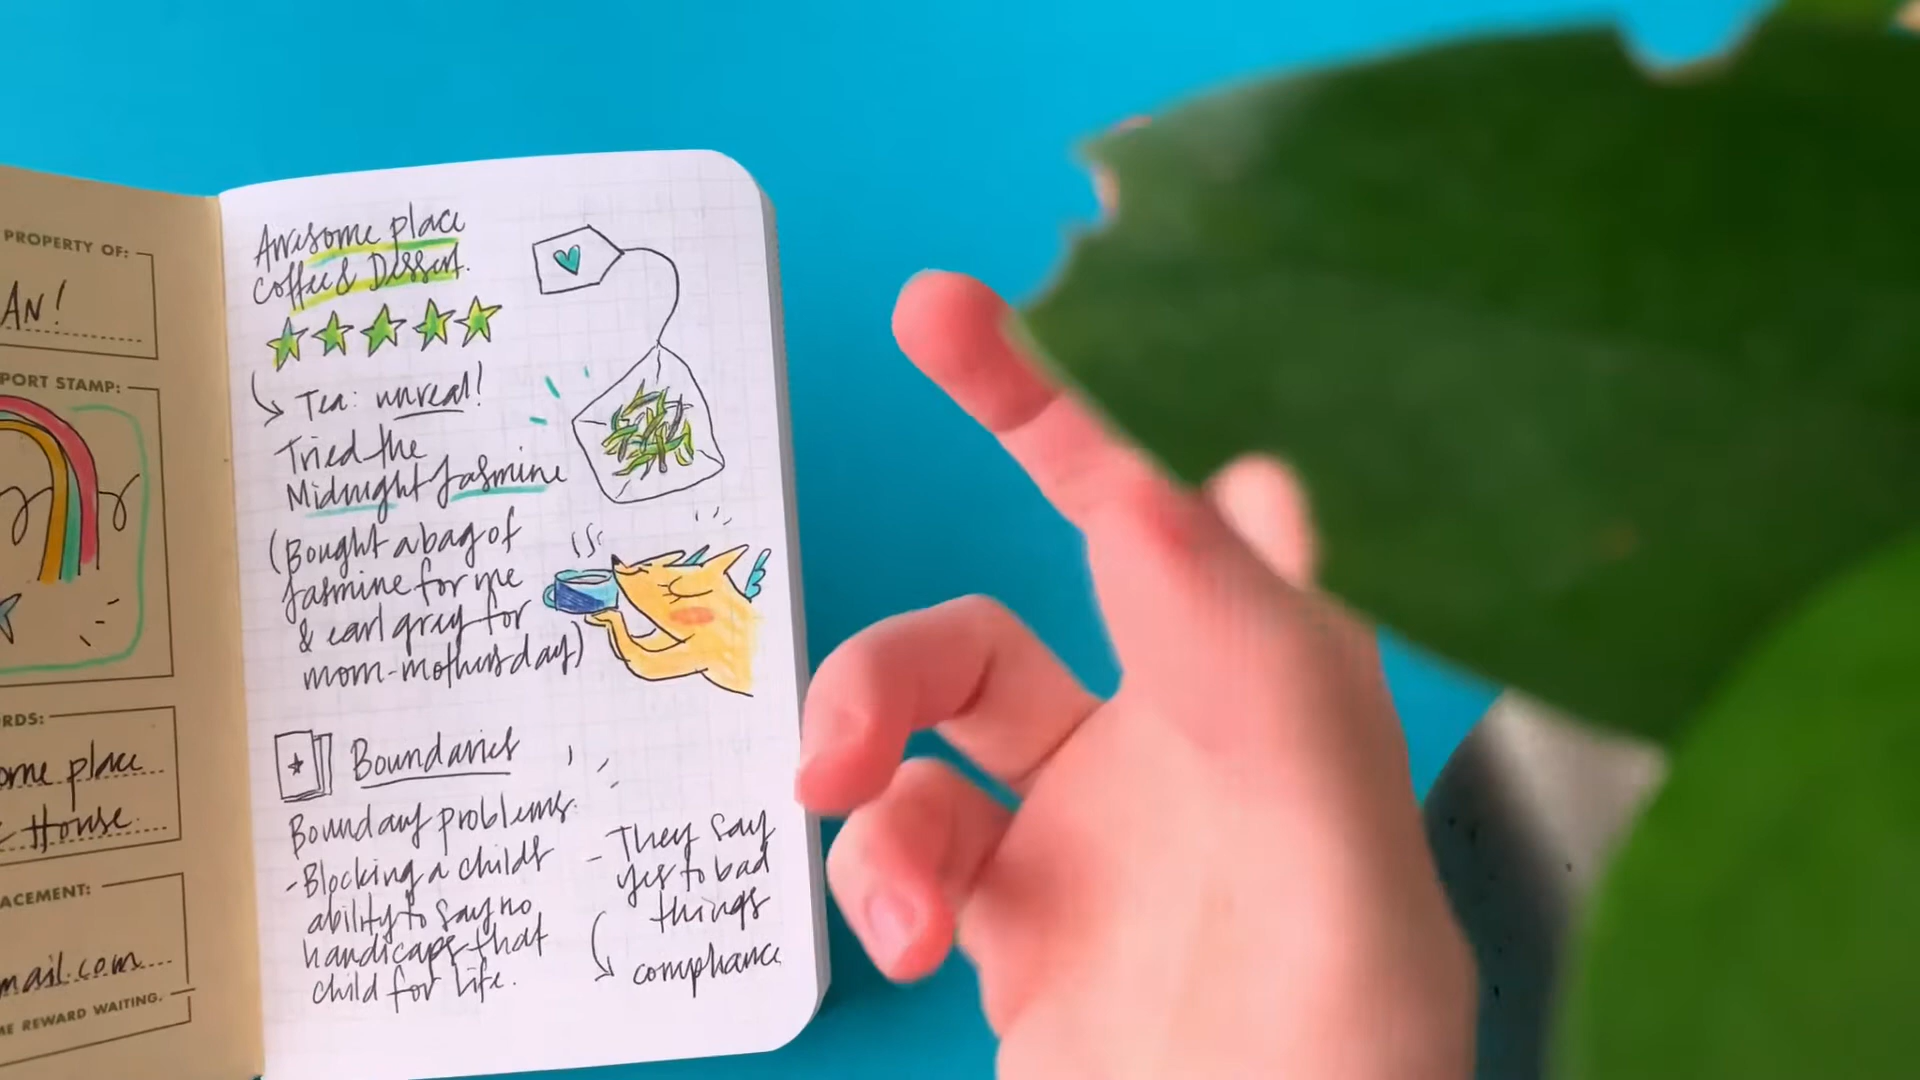 PROPERTY OF:
AN!
PORT STAMP:
RDS:
ome place
House
ACEMENT:
mail.com
ME REWARD WAITING.
Awesome place
Coffee & Dessert.
Tea: unreal!
Tried the
Midnight Jasmine
(Bought a bag of
Jasmine for me
& earl grey for
mom-mothers day)
Boundaries
Boundary problems:
-Blocking a childs
ability to say no
handicaps that
child for life.
- They say
yes to bad
things
compliance